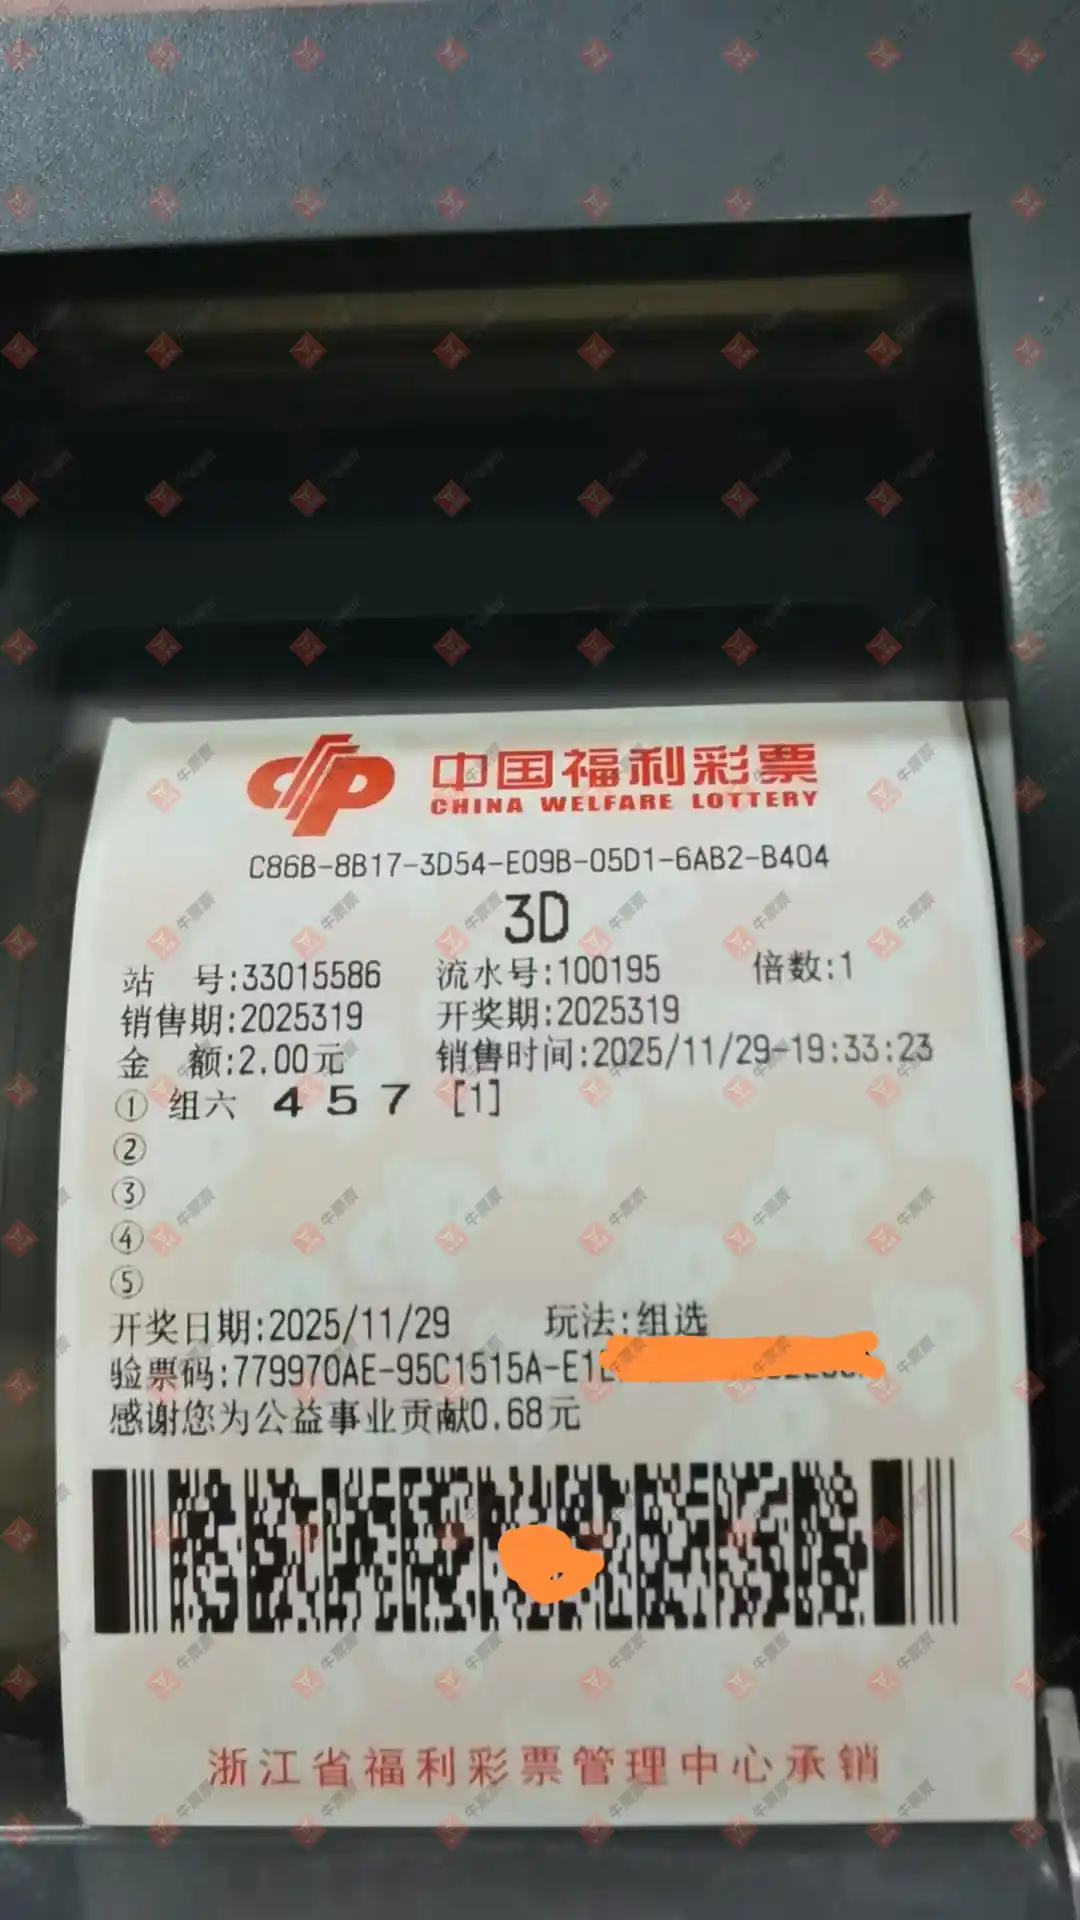 中国福利彩票
CHINA WELFARE LOTTERY
C86B-8B17-3D54-E09B-05D1-6AB2-B404
3D
站 号:33015586 流水号:100195 倍数:1
销售期:2025319 开奖期:2025319
金 额:2.00元 销售时间:2025/11/29-19:33:23
① 组六 4 5 7 [1]
②
③
④
⑤
开奖日期:2025/11/29 玩法:组选
验票码:779970AE-95C1515A-E1
感谢您为公益事业贡献0.68元
浙江省福利彩票管理中心承销
牛票票